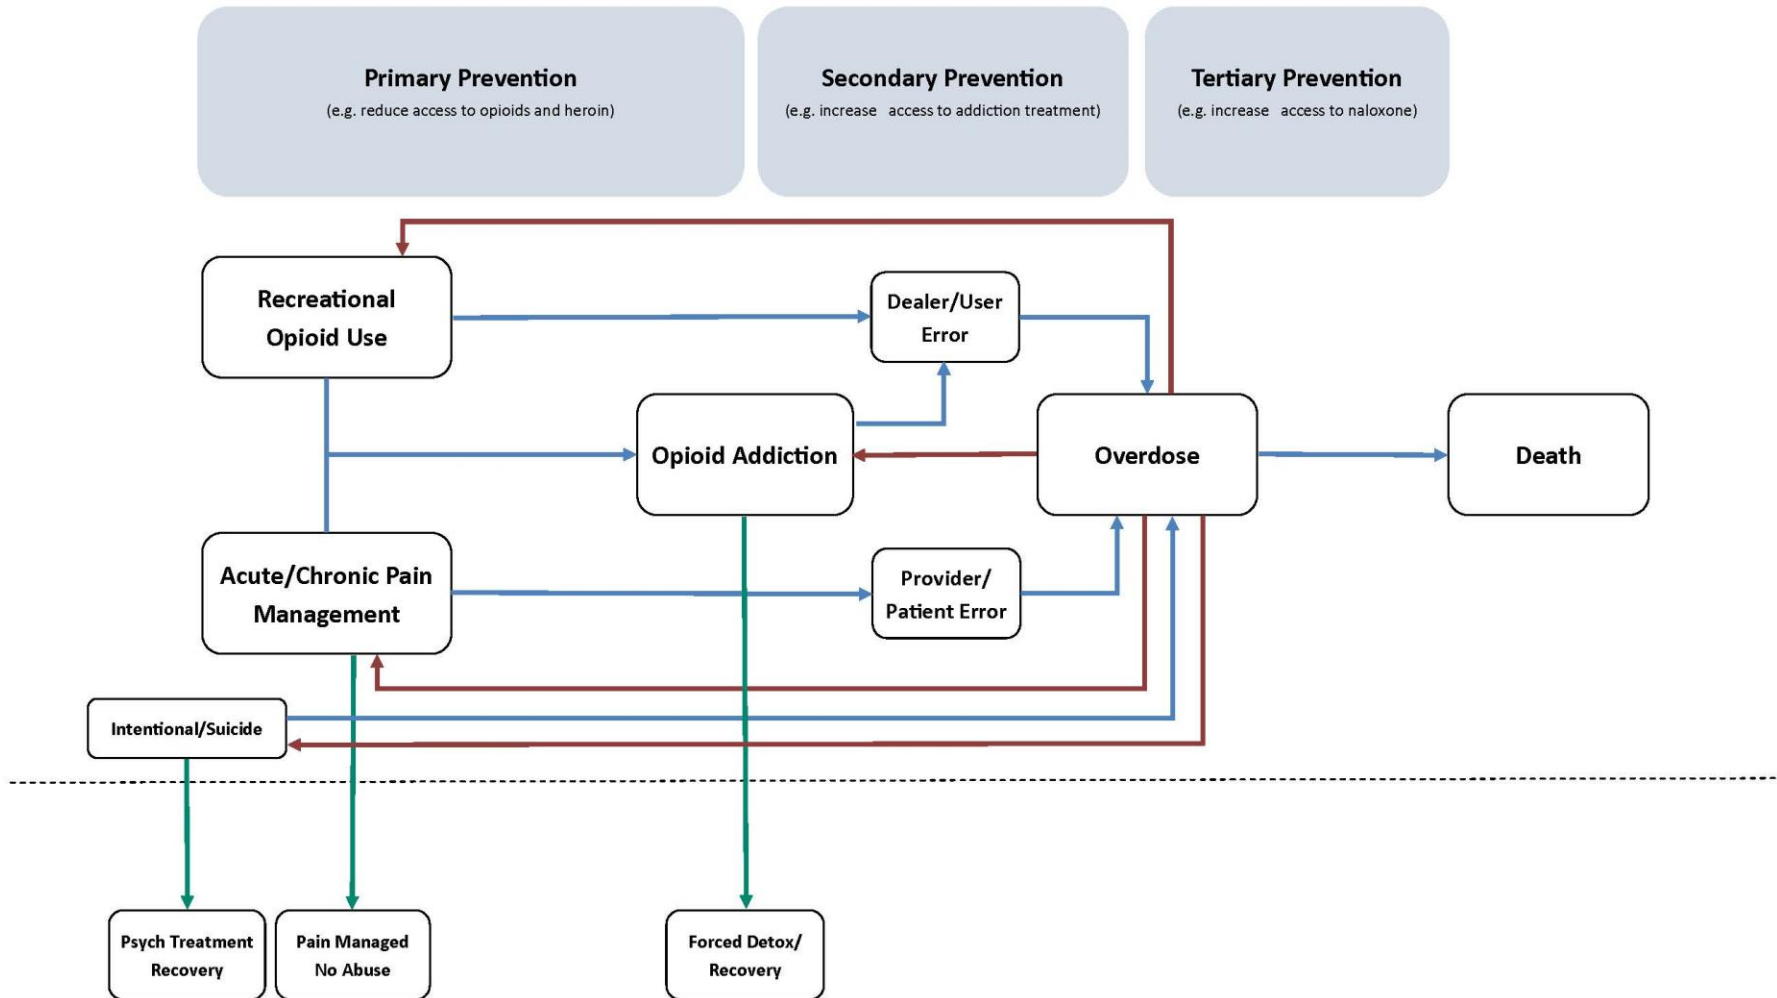 Primary Prevention
(e.g. reduce access to opioids and heroin)
Secondary Prevention
(e.g. increase access to addiction treatment)
Tertiary Prevention
(e.g. increase access to naloxone)
Recreational
Opioid Use
Dealer/User
Error
Opioid Addiction
Overdose
Death
Acute/Chronic Pain
Management
Provider/
Patient Error
Intentional/Suicide
Psych Treatment
Recovery
Pain Managed
No Abuse
Forced Detox/
Recovery